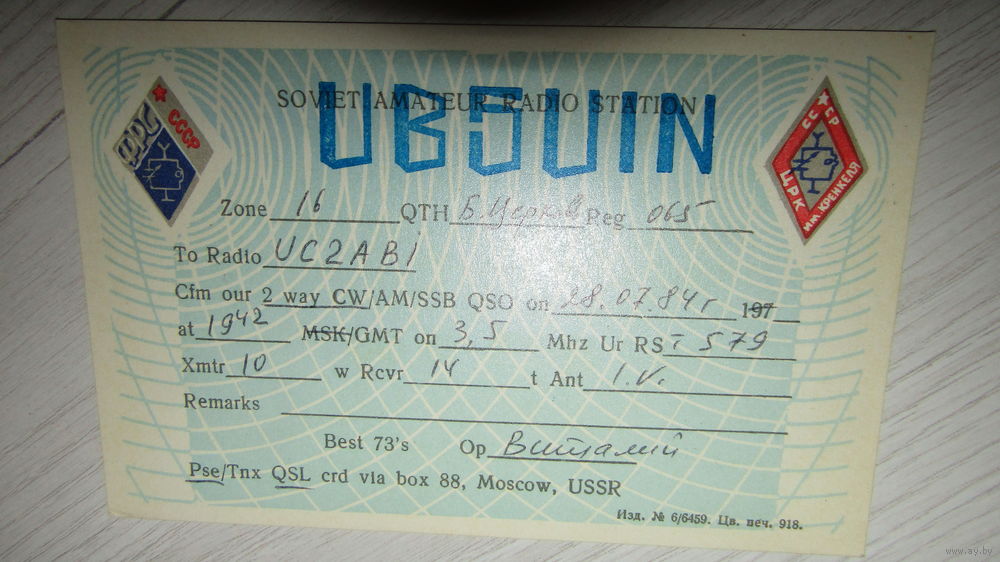 SOVIET AMATEUR RADIO STATION
UB5UIN
ФРС СССР
СССР ЦРК ИМ. КРЕНКЕЛЯ
Zone 16 QTH Б.Церковь Reg 065
To Radio UC2ABI
Cfm our 2 way CW/AM/SSB QSO on 28.07.84г 197
at 1942 MSK/GMT on 3,5 Mhz Ur RST 579
Xmtr 10 w Rcvr 14 t Ant I.V.
Remarks
Best 73's Op Виталий
Pse/Tnx QSL crd via box 88, Moscow, USSR
Изд. № 6/6459. Цв. печ. 918.
www.ay.by